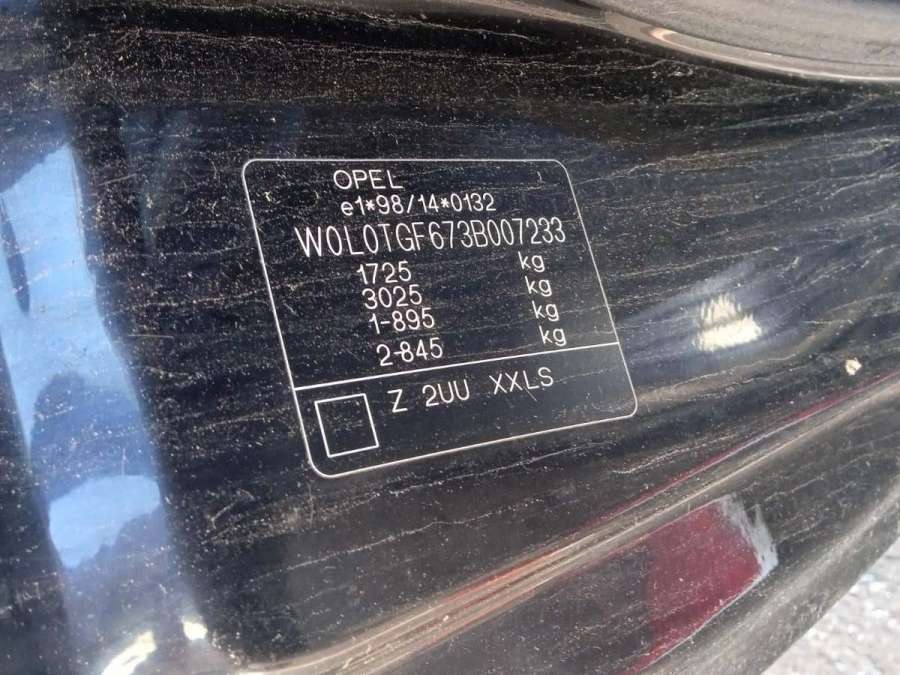 OPEL
e1*98/14*0132
W0L0TGF673B007233
1725 kg
3025 kg
1-895 kg
2-845 kg
Z 2UU XXLS